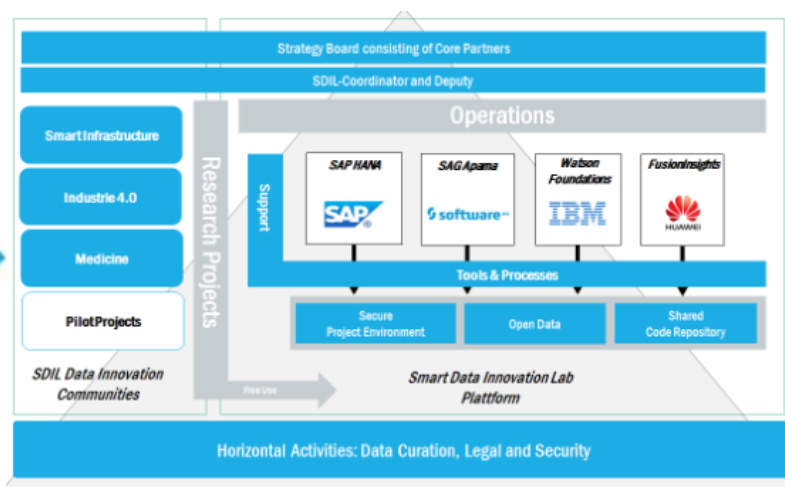 Strategy Board consisting of Core Partners
SDIL-Coordinator and Deputy
Operations
Smart Infrastructure
Industrie 4.0
Medicine
PilotProjects
SDIL Data Innovation
Communities
Research Projects
Free Use
Support
SAP HANA
SAP
SAG Apama
software AG
Watson
Foundations
IBM
FusionInsights
HUAWEI
Tools & Processes
Secure
Project Environment
Open Data
Shared
Code Repository
Smart Data Innovation Lab
Plattform
Horizontal Activities: Data Curation, Legal and Security